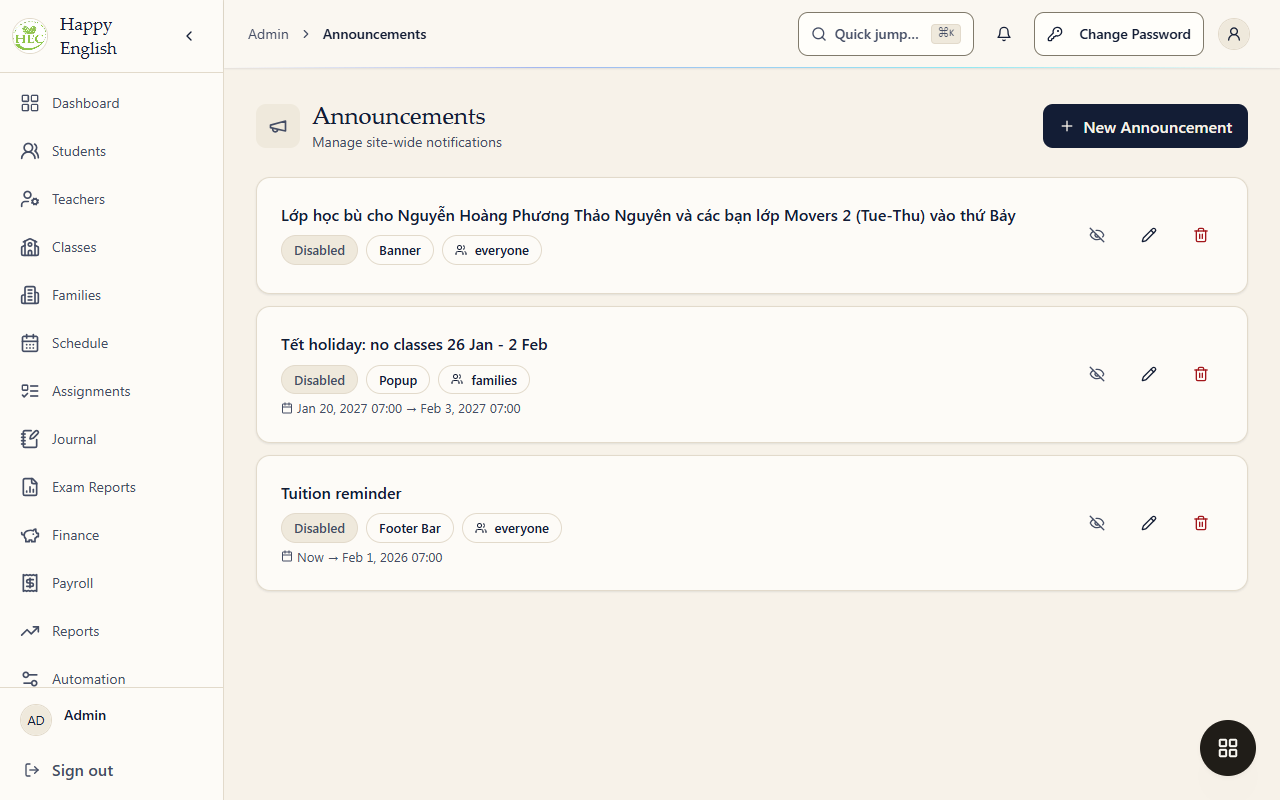 HEC
Happy
English
Admin > Announcements
Quick jump...
⌘K
Change Password
Dashboard
Students
Teachers
Classes
Families
Schedule
Assignments
Journal
Exam Reports
Finance
Payroll
Reports
Automation
AD
Admin
Sign out
Announcements
Manage site-wide notifications
+ New Announcement
Lớp học bù cho Nguyễn Hoàng Phương Thảo Nguyên và các bạn lớp Movers 2 (Tue-Thu) vào thứ Bảy
Disabled Banner everyone
Tết holiday: no classes 26 Jan - 2 Feb
Disabled Popup families
Jan 20, 2027 07:00 → Feb 3, 2027 07:00
Tuition reminder
Disabled Footer Bar everyone
Now → Feb 1, 2026 07:00